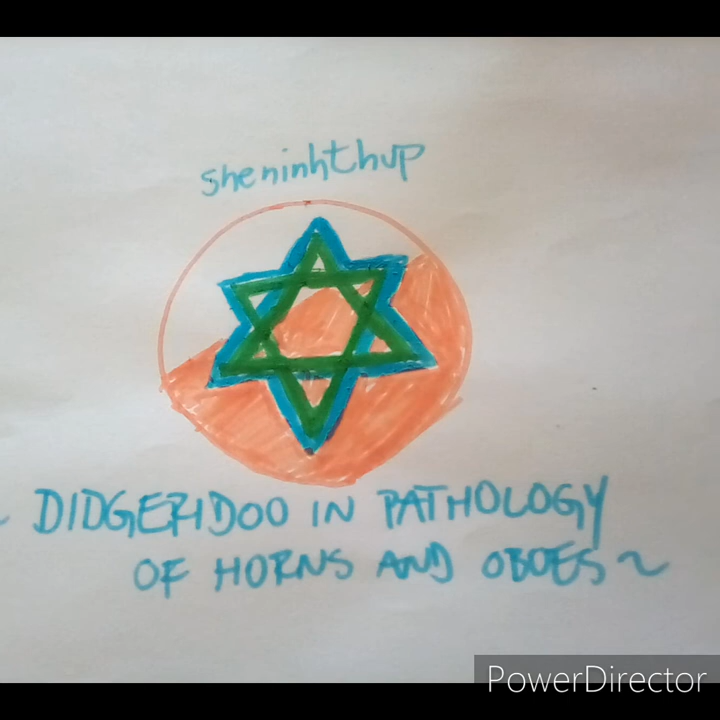 sheninhthup
~ DIDGERIDOO IN PATHOLOGY
OF HORNS AND OBOES ~
PowerDirector